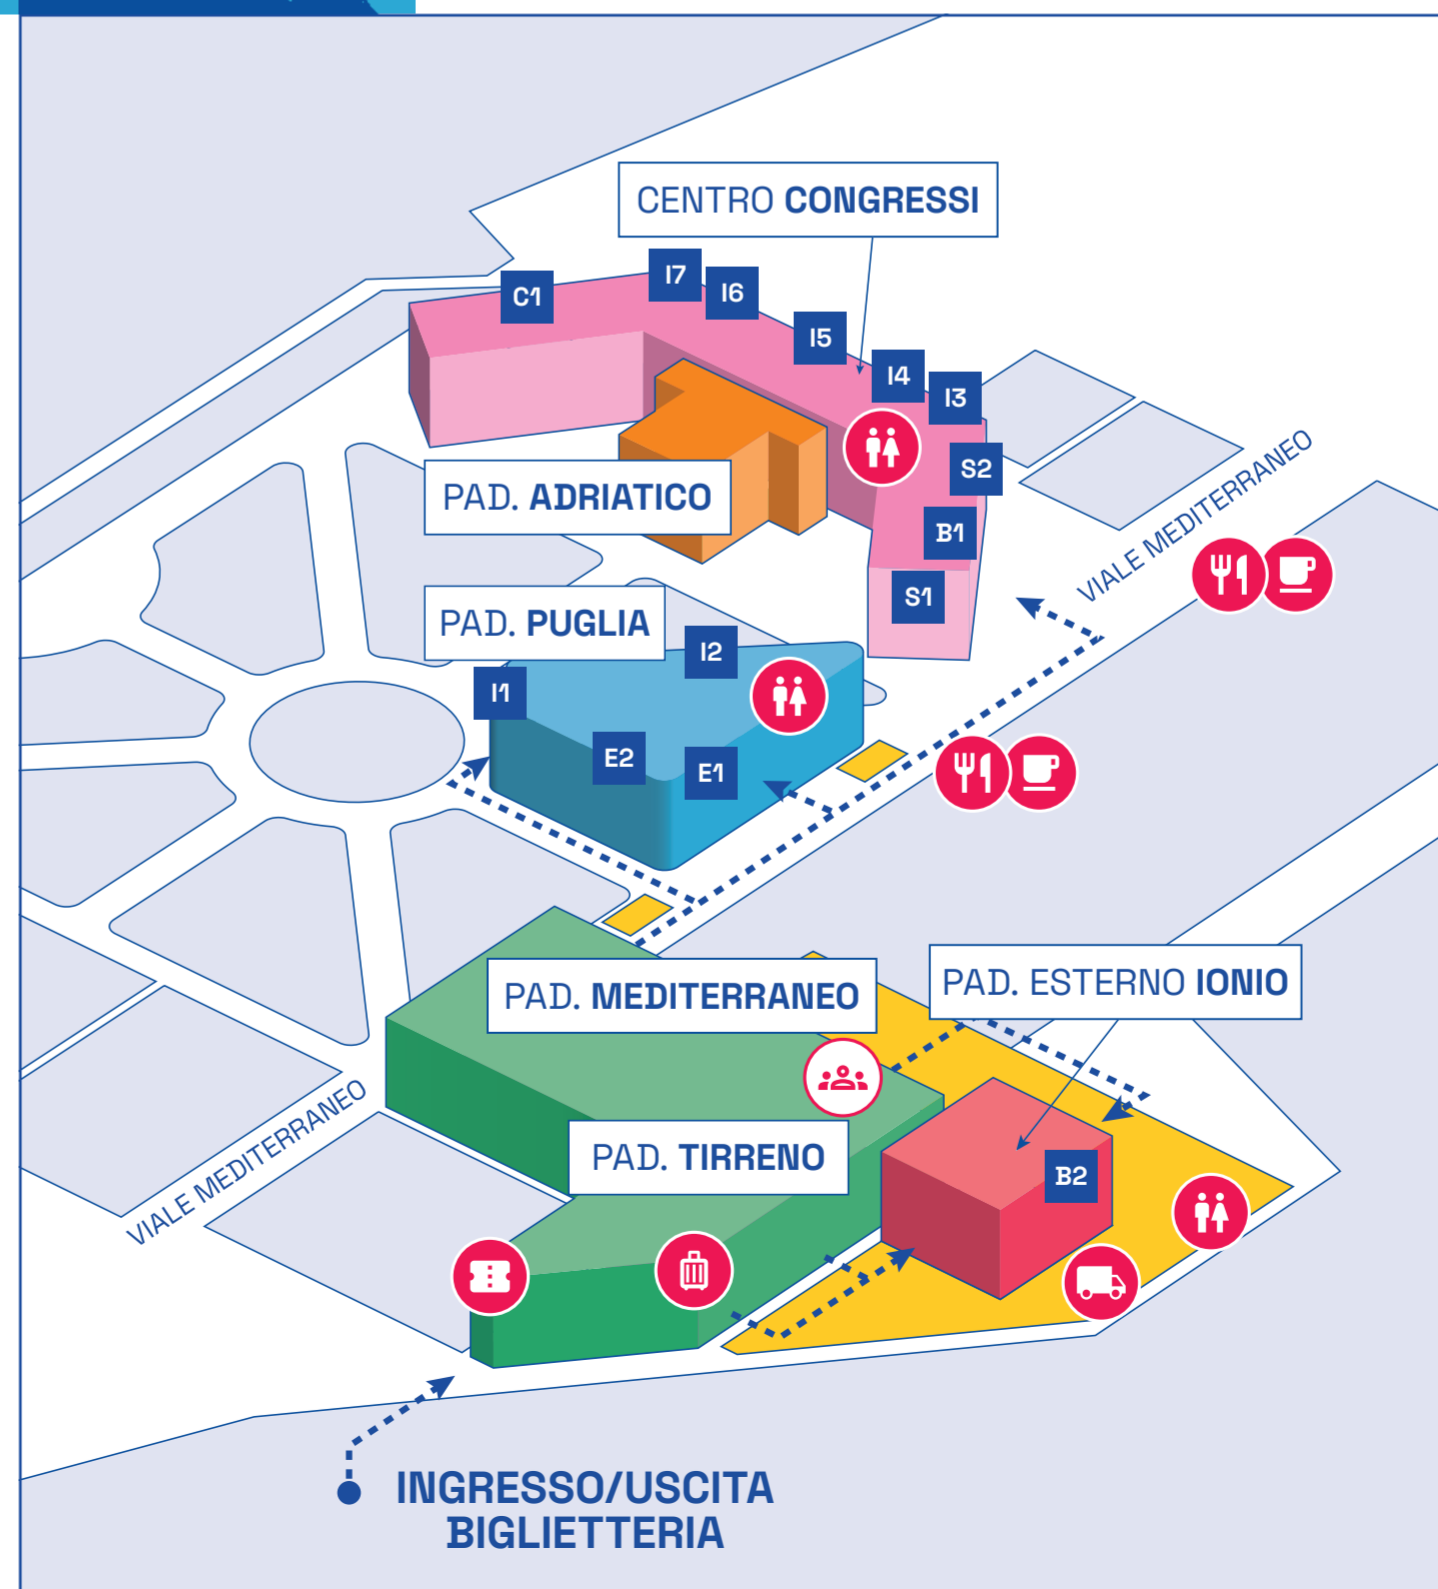 CENTRO CONGRESSI
I7
C1
I6
I5
I4
I3
VIALE MEDITERRANEO
S2
PAD. ADRIATICO
B1
S1
PAD. PUGLIA
I2
I1
E2
E1
PAD. MEDITERRANEO
PAD. ESTERNO IONIO
VIALE MEDITERRANEO
PAD. TIRRENO
B2
INGRESSO/USCITA
BIGLIETTERIA